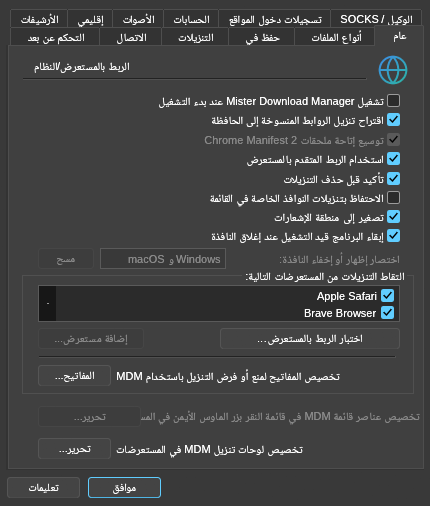 الوكيل / SOCKS
تسجيلات دخول المواقع
الحسابات
الأصوات
إقليمي
الأرشيفات
عام
أنواع الملفات
حفظ في
التنزيلات
الاتصال
التحكم عن بعد
الربط بالمستعرض/النظام
تشغيل Mister Download Manager عند بدء التشغيل
اقتراح تنزيل الروابط المنسوخة إلى الحافظة
توسيع إتاحة ملحقات Chrome Manifest 2
استخدام الربط المتقدم بالمستعرض
تأكيد قبل حذف التنزيلات
الاحتفاظ بتنزيلات النوافذ الخاصة في القائمة
تصغير إلى منطقة الإشعارات
إبقاء البرنامج قيد التشغيل عند إغلاق النافذة
اختصار إظهار أو إخفاء النافذة:
Windows و macOS
مسح
التقاط التنزيلات من المستعرضات التالية:
Apple Safari
Brave Browser
اختبار الربط بالمستعرض...
إضافة مستعرض...
تخصيص المفاتيح لمنع أو فرض التنزيل باستخدام MDM
المفاتيح...
تخصيص عناصر قائمة MDM في قائمة النقر بزر الماوس الأيمن في المس
تحرير...
تخصيص لوحات تنزيل MDM في المستعرضات
تحرير...
موافق
تعليمات